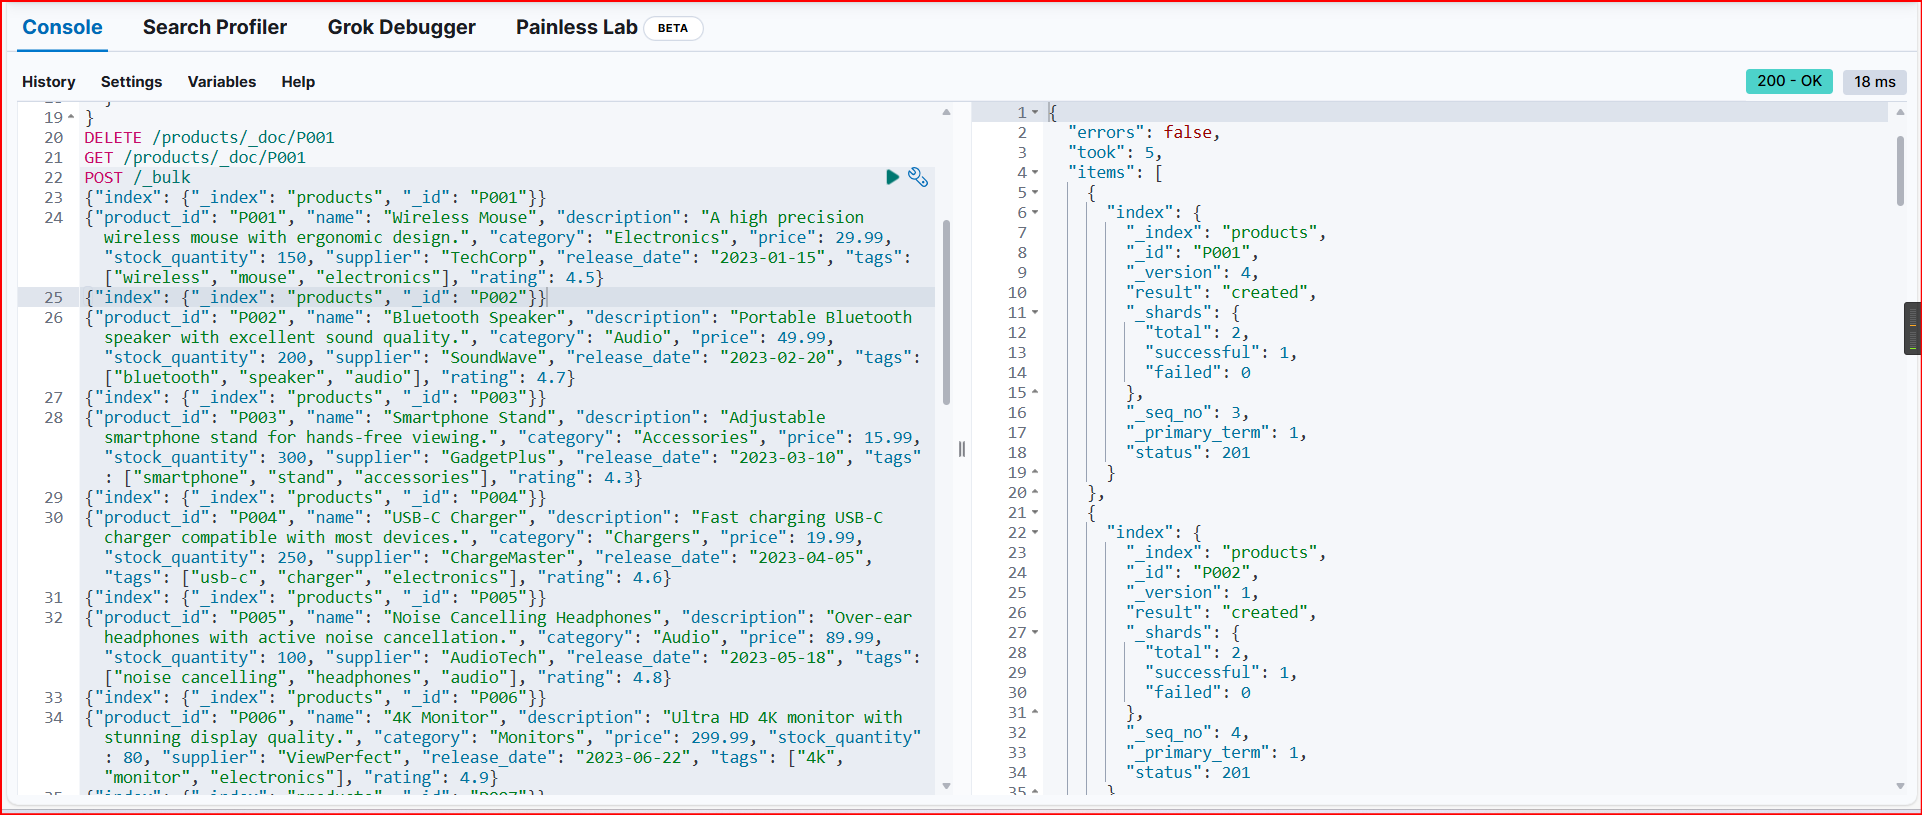 Console Search Profiler Grok Debugger Painless Lab BETA
History Settings Variables Help
200 - OK 18 ms
19 }
20 DELETE /products/_doc/P001
21 GET /products/_doc/P001
22 POST /_bulk
23 {"index": {"_index": "products", "_id": "P001"}}
24 {"product_id": "P001", "name": "Wireless Mouse", "description": "A high precision
wireless mouse with ergonomic design.", "category": "Electronics", "price": 29.99,
"stock_quantity": 150, "supplier": "TechCorp", "release_date": "2023-01-15", "tags":
["wireless", "mouse", "electronics"], "rating": 4.5}
25 {"index": {"_index": "products", "_id": "P002"}}
26 {"product_id": "P002", "name": "Bluetooth Speaker", "description": "Portable Bluetooth
speaker with excellent sound quality.", "category": "Audio", "price": 49.99,
"stock_quantity": 200, "supplier": "SoundWave", "release_date": "2023-02-20", "tags":
["bluetooth", "speaker", "audio"], "rating": 4.7}
27 {"index": {"_index": "products", "_id": "P003"}}
28 {"product_id": "P003", "name": "Smartphone Stand", "description": "Adjustable
smartphone stand for hands-free viewing.", "category": "Accessories", "price": 15.99,
"stock_quantity": 300, "supplier": "GadgetPlus", "release_date": "2023-03-10", "tags"
: ["smartphone", "stand", "accessories"], "rating": 4.3}
29 {"index": {"_index": "products", "_id": "P004"}}
30 {"product_id": "P004", "name": "USB-C Charger", "description": "Fast charging USB-C
charger compatible with most devices.", "category": "Chargers", "price": 19.99,
"stock_quantity": 250, "supplier": "ChargeMaster", "release_date": "2023-04-05",
"tags": ["usb-c", "charger", "electronics"], "rating": 4.6}
31 {"index": {"_index": "products", "_id": "P005"}}
32 {"product_id": "P005", "name": "Noise Cancelling Headphones", "description": "Over-ear
headphones with active noise cancellation.", "category": "Audio", "price": 89.99,
"stock_quantity": 100, "supplier": "AudioTech", "release_date": "2023-05-18", "tags":
["noise cancelling", "headphones", "audio"], "rating": 4.8}
33 {"index": {"_index": "products", "_id": "P006"}}
34 {"product_id": "P006", "name": "4K Monitor", "description": "Ultra HD 4K monitor with
stunning display quality.", "category": "Monitors", "price": 299.99, "stock_quantity"
: 80, "supplier": "ViewPerfect", "release_date": "2023-06-22", "tags": ["4k",
"monitor", "electronics"], "rating": 4.9}
1 {
2 "errors": false,
3 "took": 5,
4 "items": [
5 {
6 "index": {
7 "_index": "products",
8 "_id": "P001",
9 "_version": 4,
10 "result": "created",
11 "_shards": {
12 "total": 2,
13 "successful": 1,
14 "failed": 0
15 },
16 "_seq_no": 3,
17 "_primary_term": 1,
18 "status": 201
19 }
20 },
21 {
22 "index": {
23 "_index": "products",
24 "_id": "P002",
25 "_version": 1,
26 "result": "created",
27 "_shards": {
28 "total": 2,
29 "successful": 1,
30 "failed": 0
31 },
32 "_seq_no": 4,
33 "_primary_term": 1,
34 "status": 201
35 }